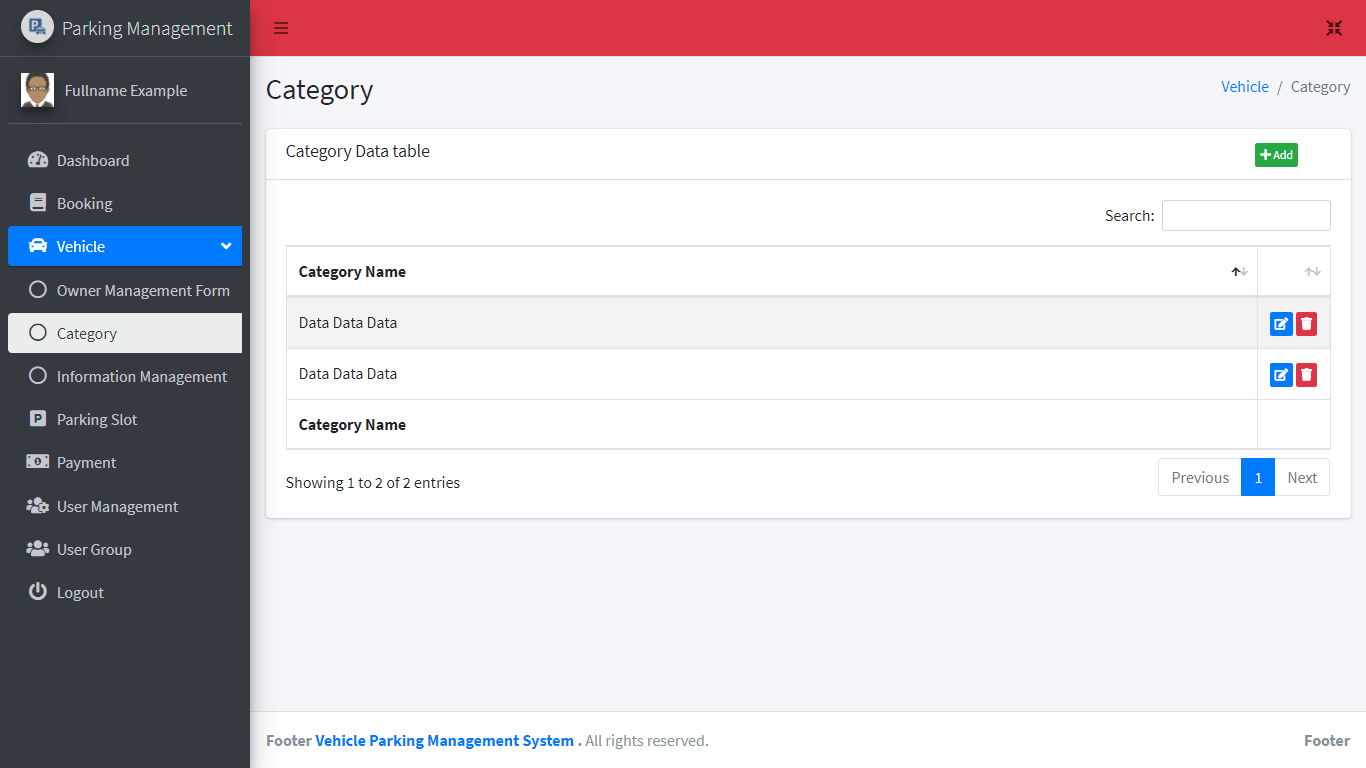 Parking Management
Fullname Example
Dashboard
Booking
Vehicle
Owner Management Form
Category
Information Management
Parking Slot
Payment
User Management
User Group
Logout
Category
Vehicle / Category
Category Data table
Add
Search:
Category Name
Data Data Data
Data Data Data
Category Name
Showing 1 to 2 of 2 entries
Previous 1 Next
Footer Vehicle Parking Management System . All rights reserved.
Footer